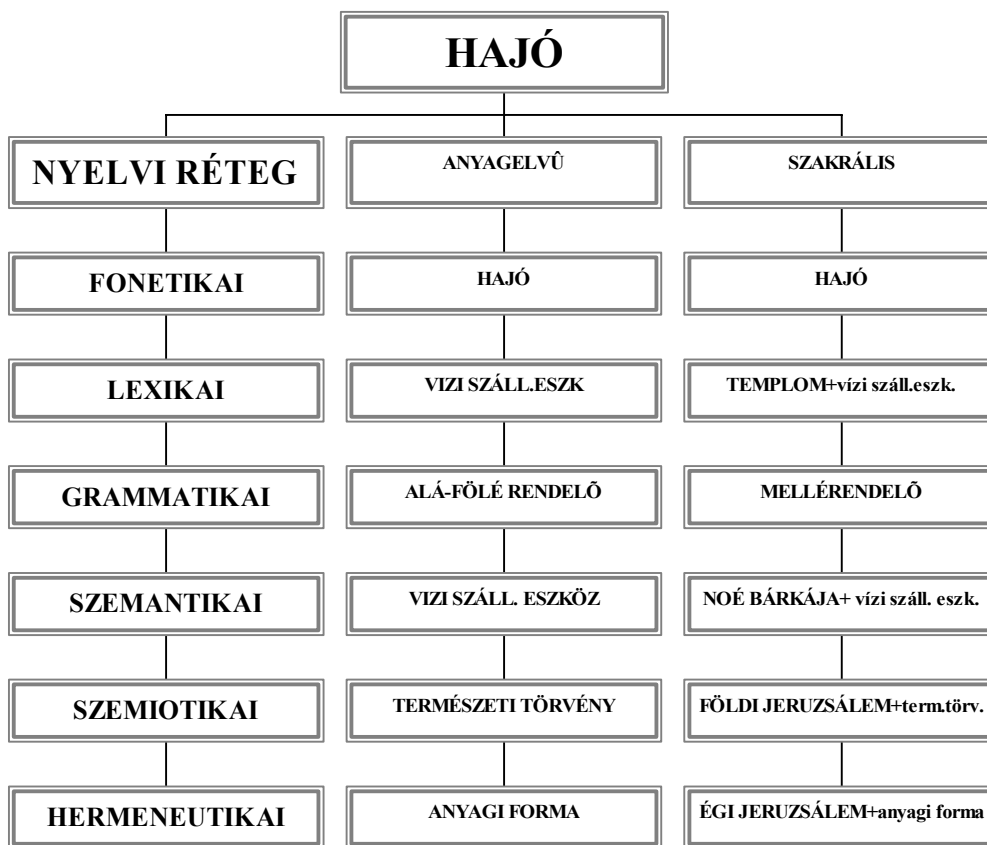 HAJÓ
NYELVI RÉTEG
ANYAGELVÛ
SZAKRÁLIS
FONETIKAI
HAJÓ
HAJÓ
LEXIKAI
VIZI SZÁLL.ESZK
TEMPLOM+vízi száll.eszk.
GRAMMATIKAI
ALÁ-FÖLÉ RENDELÕ
MELLÉRENDELÕ
SZEMANTIKAI
VIZI SZÁLL. ESZKÖZ
NOÉ BÁRKÁJA+ vízi száll. eszk.
SZEMIOTIKAI
TERMÉSZETI TÖRVÉNY
FÖLDI JERUZSÁLEM+term.törv.
HERMENEUTIKAI
ANYAGI FORMA
ÉGI JERUZSÁLEM+anyagi forma